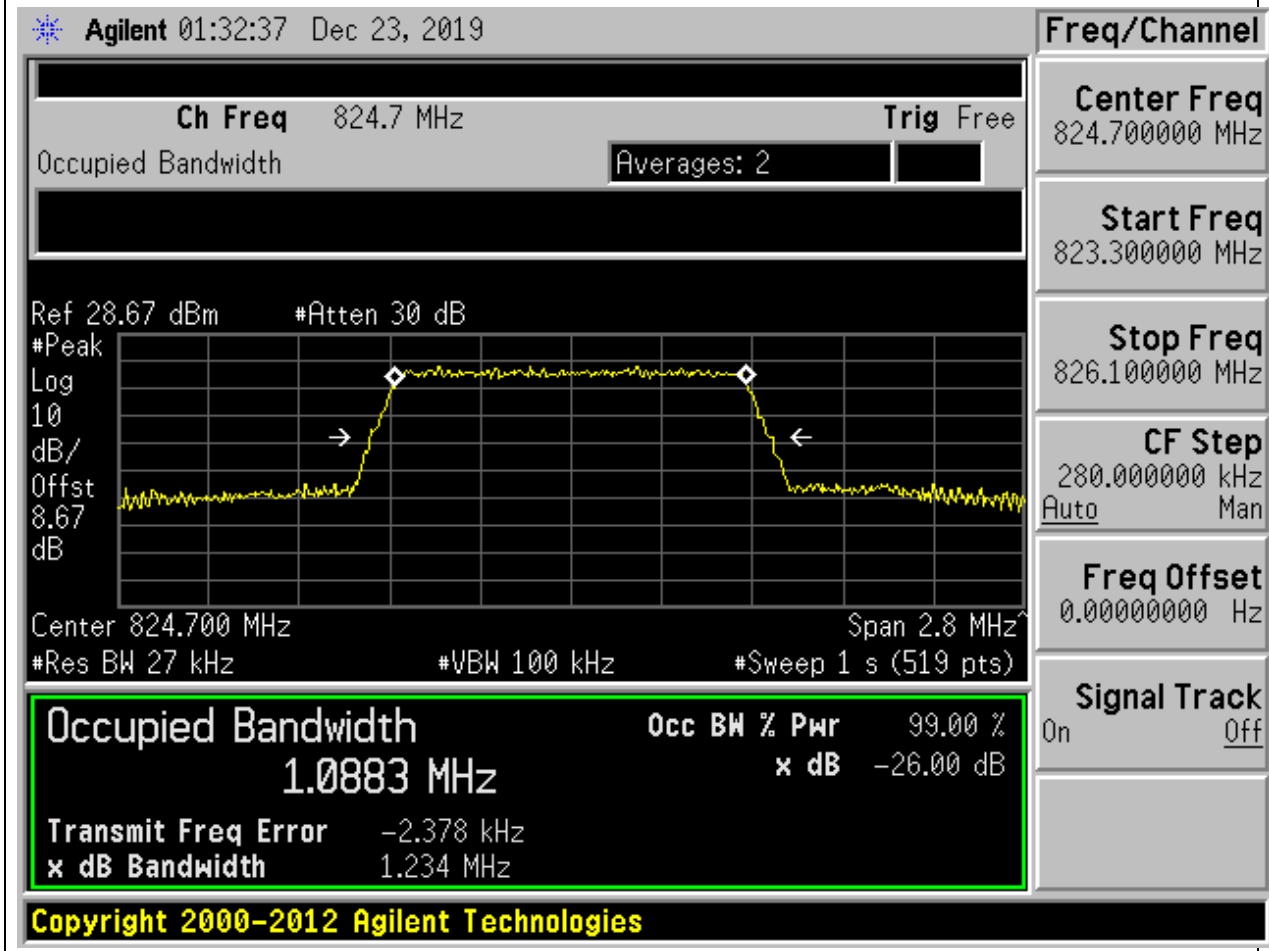 Agilent 01:32:37 Dec 23, 2019
Ch Freq 824.7 MHz Trig Free
Occupied Bandwidth Averages: 2
Ref 28.67 dBm #Atten 30 dB
#Peak
Log
10
dB/
Offst
8.67
dB
Center 824.700 MHz Span 2.8 MHz^
#Res BW 27 kHz #VBW 100 kHz #Sweep 1 s (519 pts)
Occupied Bandwidth Occ BW % Pwr 99.00 %
1.0883 MHz x dB -26.00 dB
Transmit Freq Error -2.378 kHz
x dB Bandwidth 1.234 MHz
Copyright 2000-2012 Agilent Technologies
Freq/Channel
Center Freq
824.700000 MHz
Start Freq
823.300000 MHz
Stop Freq
826.100000 MHz
CF Step
280.000000 kHz
Auto Man
Freq Offset
0.00000000 Hz
Signal Track
On Off